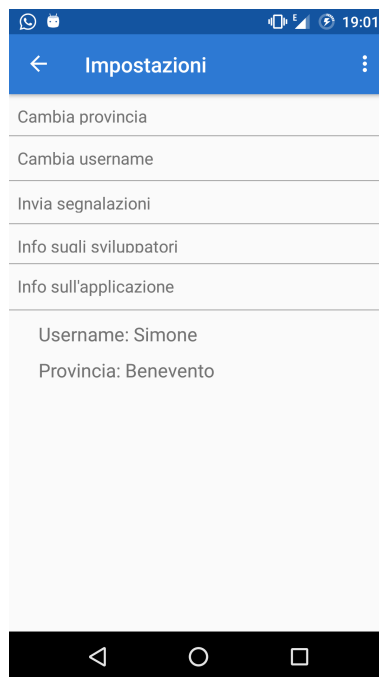 E
19:01
Impostazioni
Cambia provincia
Cambia username
Invia segnalazioni
Info sugli sviluppatori
Info sull'applicazione
Username: Simone
Provincia: Benevento